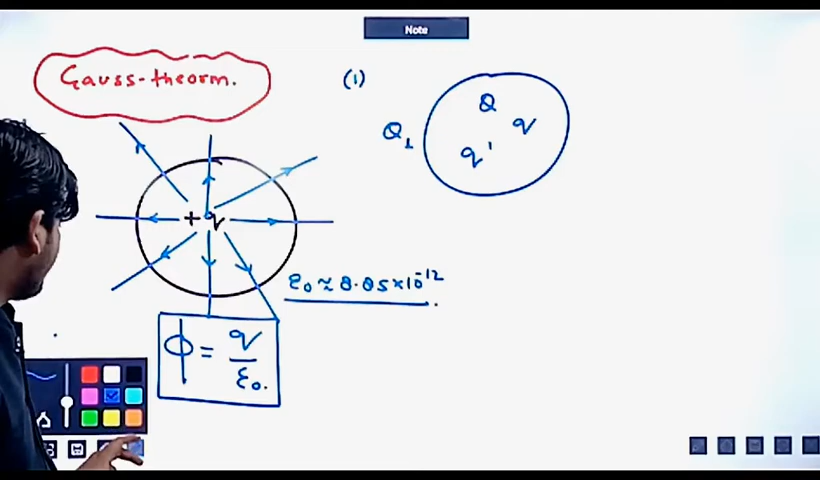 Note
Gauss-theorm.
(1)
Q
q
Q₁
q'
+q
ε₀ ≈ 8.85×10⁻¹²
ϕ = q/ε₀.